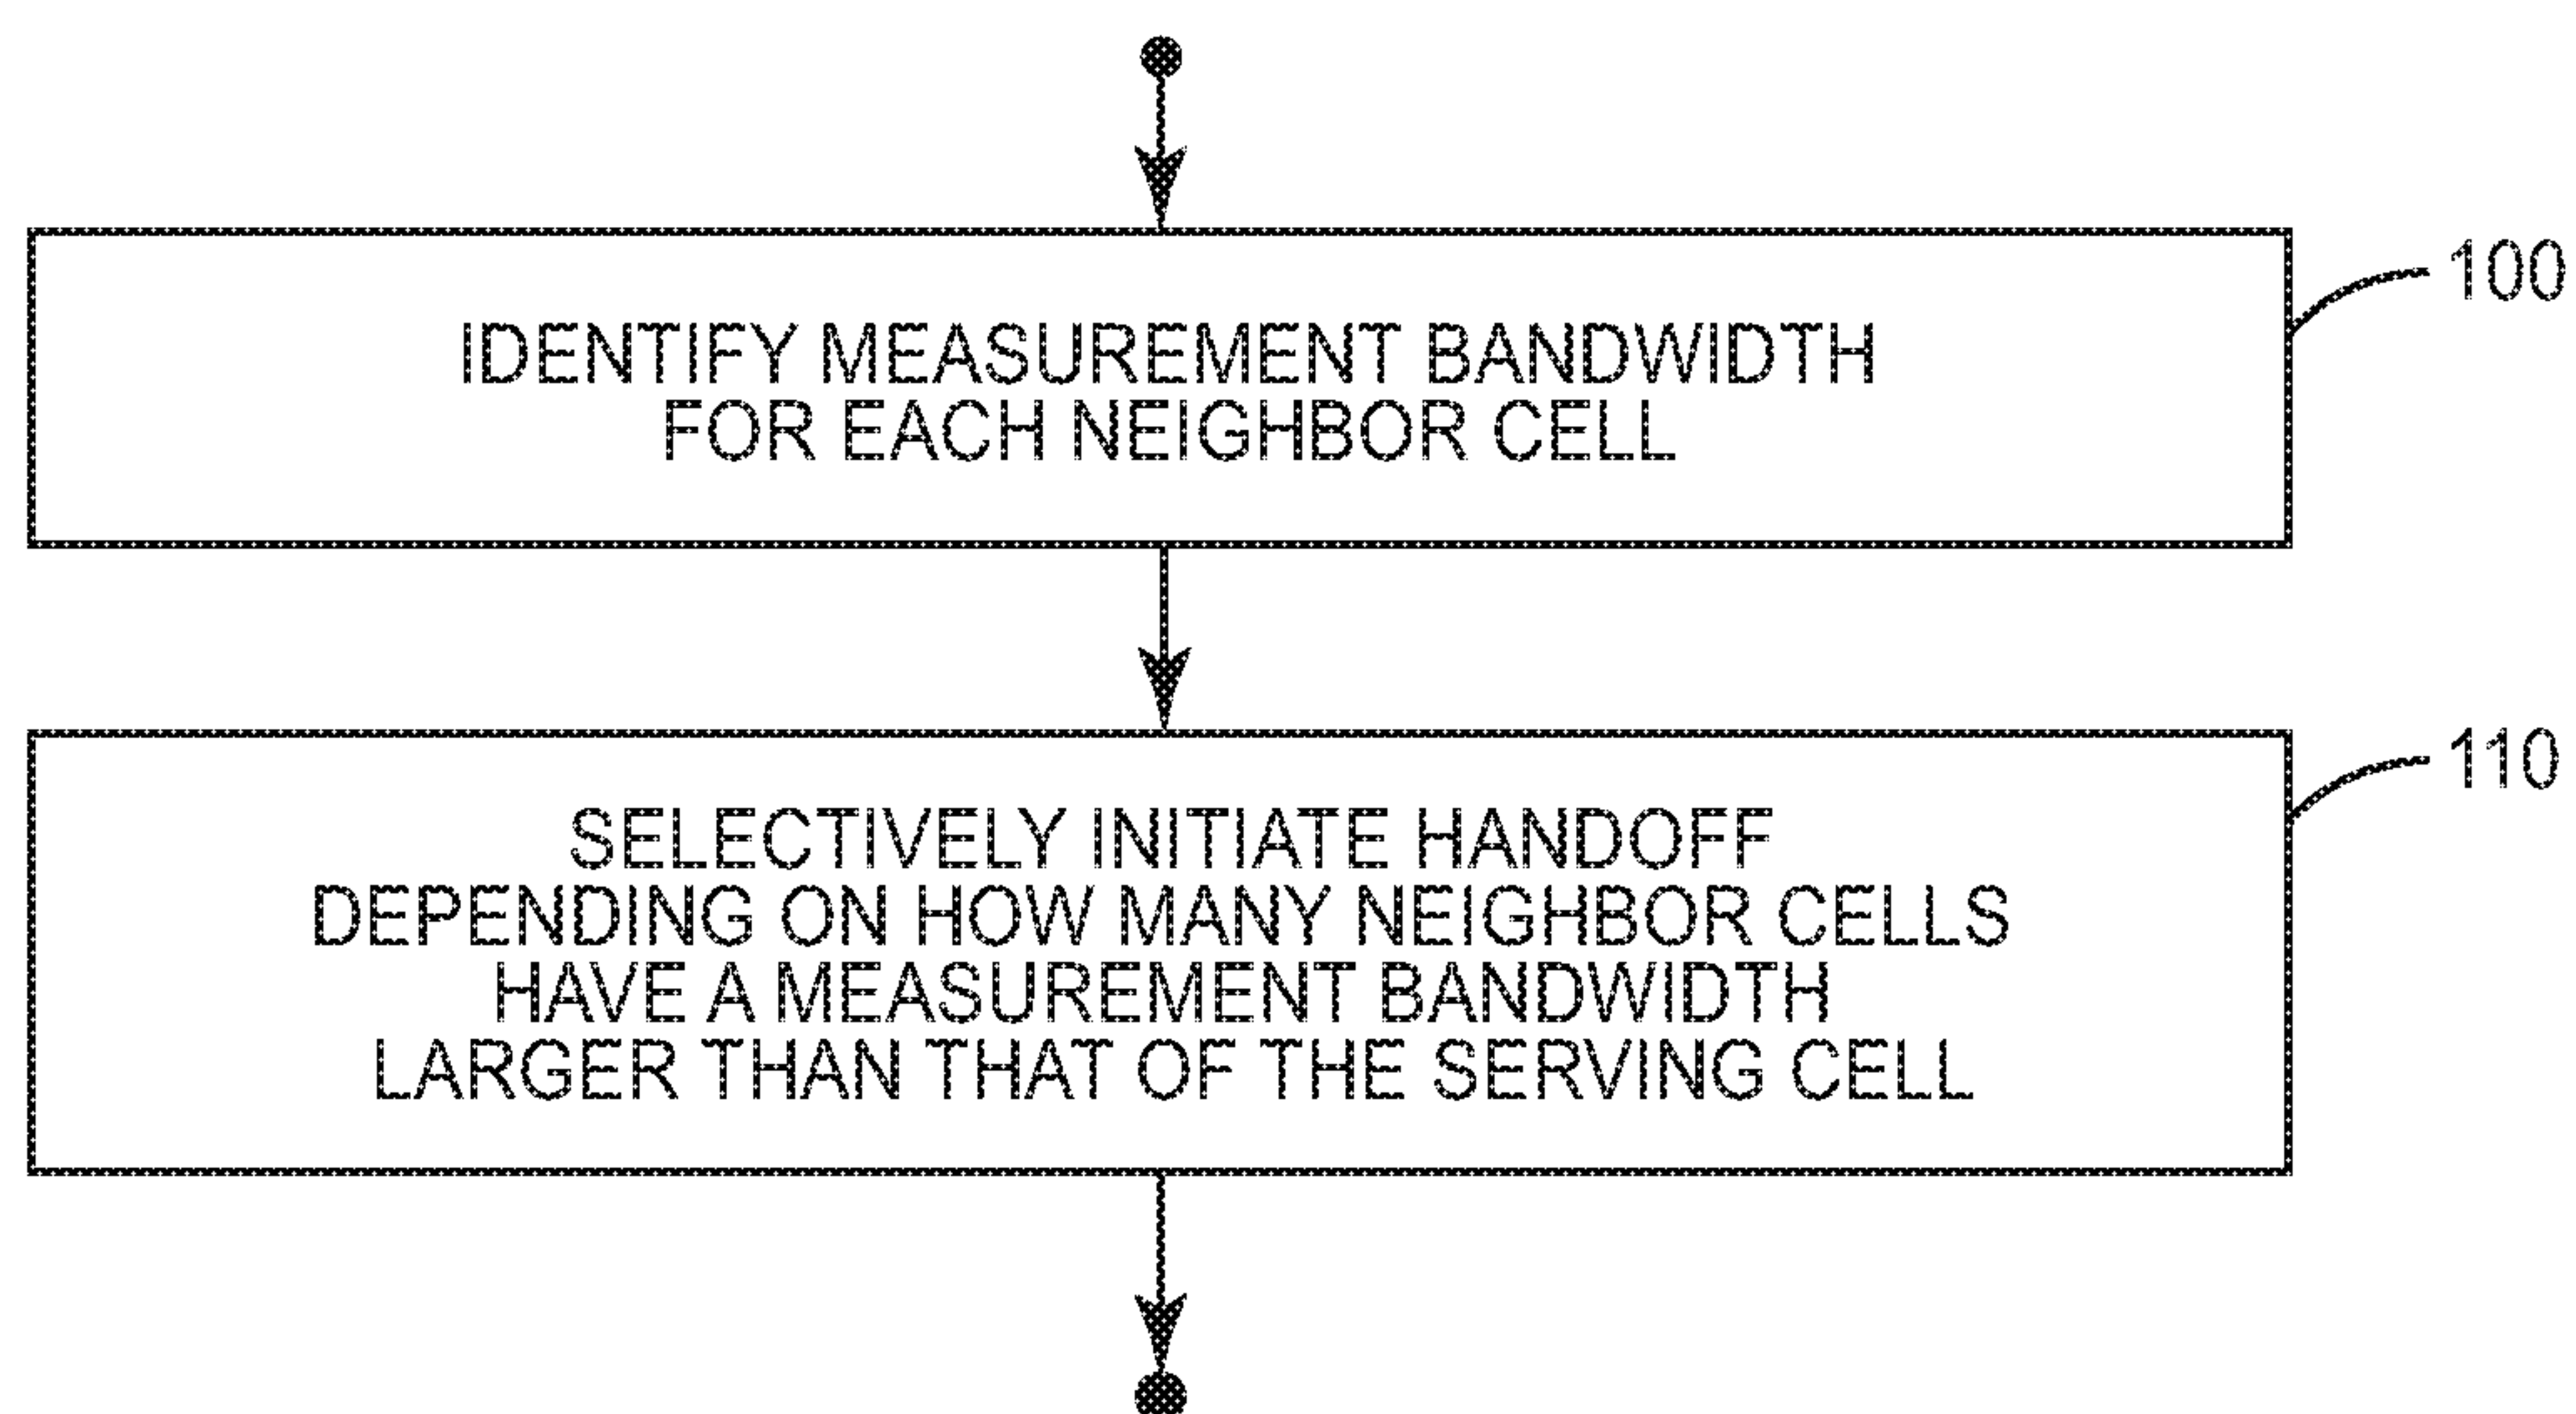 100
IDENTIFY MEASUREMENT BANDWIDTH
FOR EACH NEIGHBOR CELL
110
SELECTIVELY INITIATE HANDOFF
DEPENDING ON HOW MANY NEIGHBOR CELLS
HAVE A MEASUREMENT BANDWIDTH
LARGER THAN THAT OF THE SERVING CELL